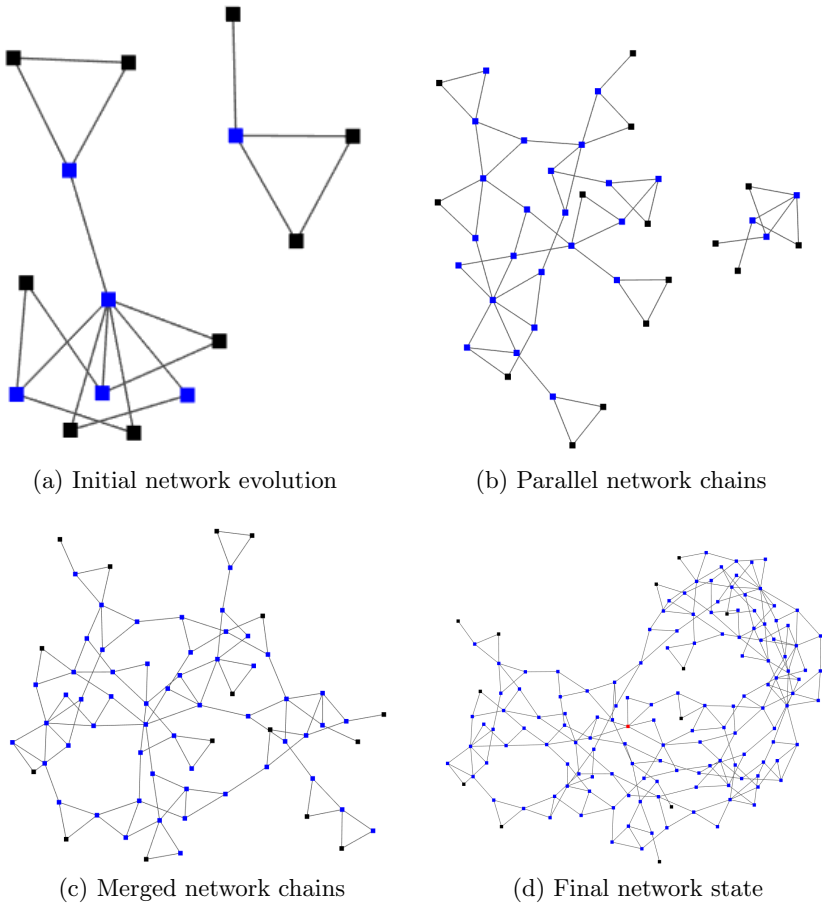 (a) Initial network evolution
(b) Parallel network chains
(c) Merged network chains
(d) Final network state